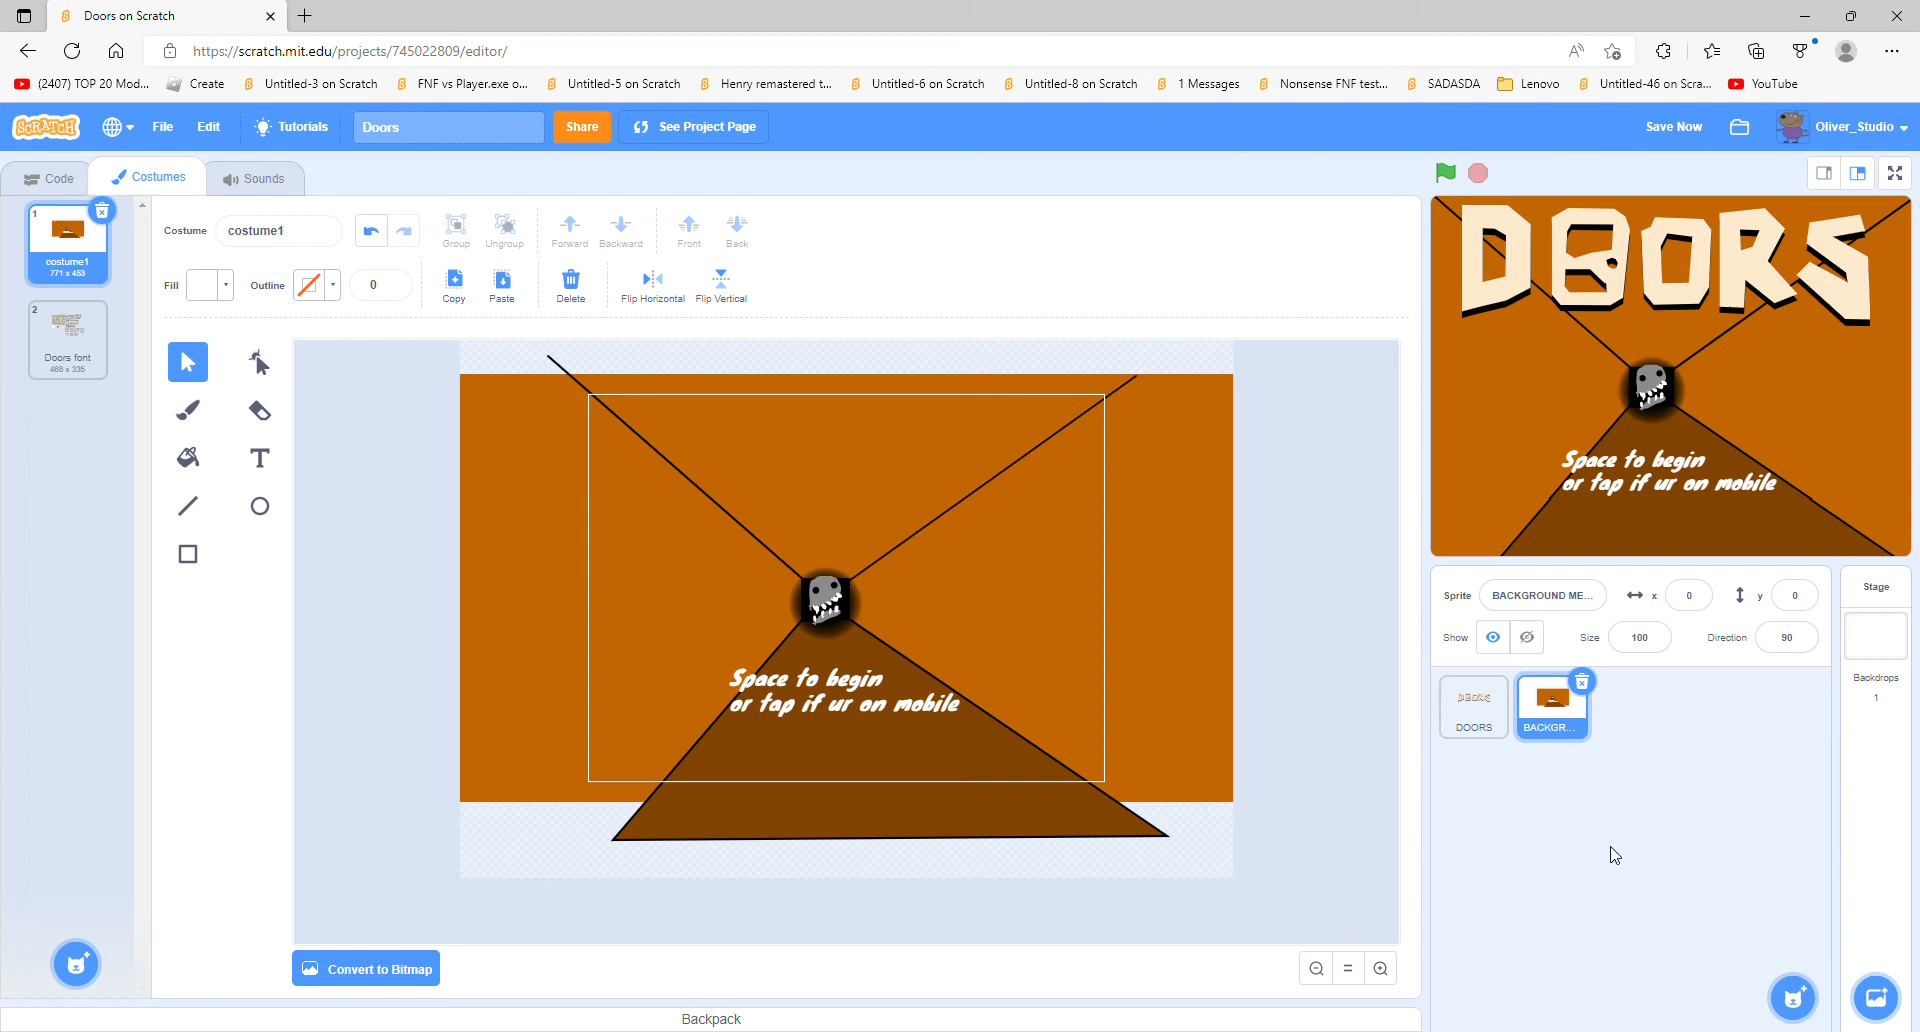 Doors on Scratch
https://scratch.mit.edu/projects/745022809/editor/
(2407) TOP 20 Mod...
Create
Untitled-3 on Scratch
FNF vs Player.exe o...
Untitled-5 on Scratch
Henry remastered t...
Untitled-6 on Scratch
Untitled-8 on Scratch
1 Messages
Nonsense FNF test...
SADASDA
Lenovo
Untitled-46 on Scra...
YouTube
SCRATCH
File
Edit
Tutorials
Doors
Share
See Project Page
Save Now
Oliver_Studio
Code
Costumes
Sounds
1
costume1
771 x 453
2
Doors font
468 x 335
Costume
costume1
Group
Ungroup
Forward
Backward
Front
Back
Fill
Outline
0
Copy
Paste
Delete
Flip Horizontal
Flip Vertical
Space to begin
or tap if ur on mobile
Convert to Bitmap
Backpack
DOORS
Space to begin
or tap if ur on mobile
Sprite
BACKGROUND ME...
x
0
y
0
Show
Size
100
Direction
90
DOORS
DOORS
BACKGR...
Stage
Backdrops
1